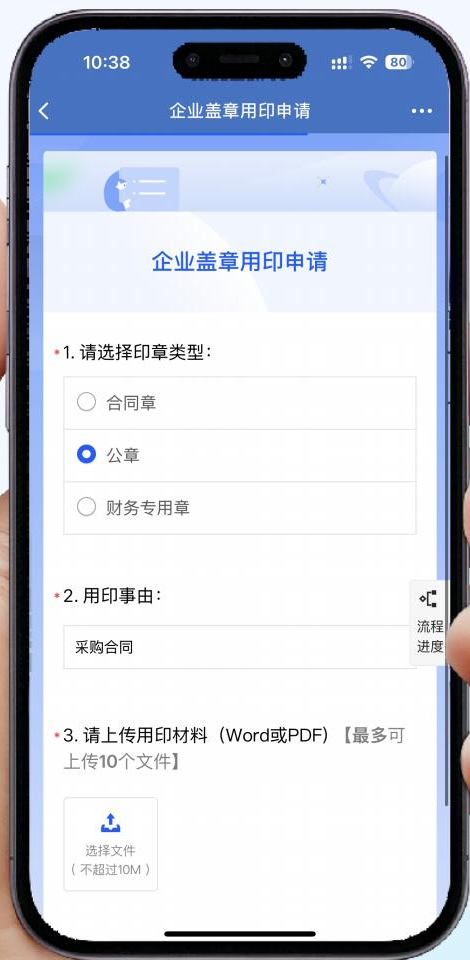 10:38
80
企业盖章用印申请
企业盖章用印申请
*1. 请选择印章类型：
合同章
公章
财务专用章
*2. 用印事由：
采购合同
流程
进度
*3. 请上传用印材料（Word或PDF）【最多可
上传10个文件】
选择文件
（不超过10M）